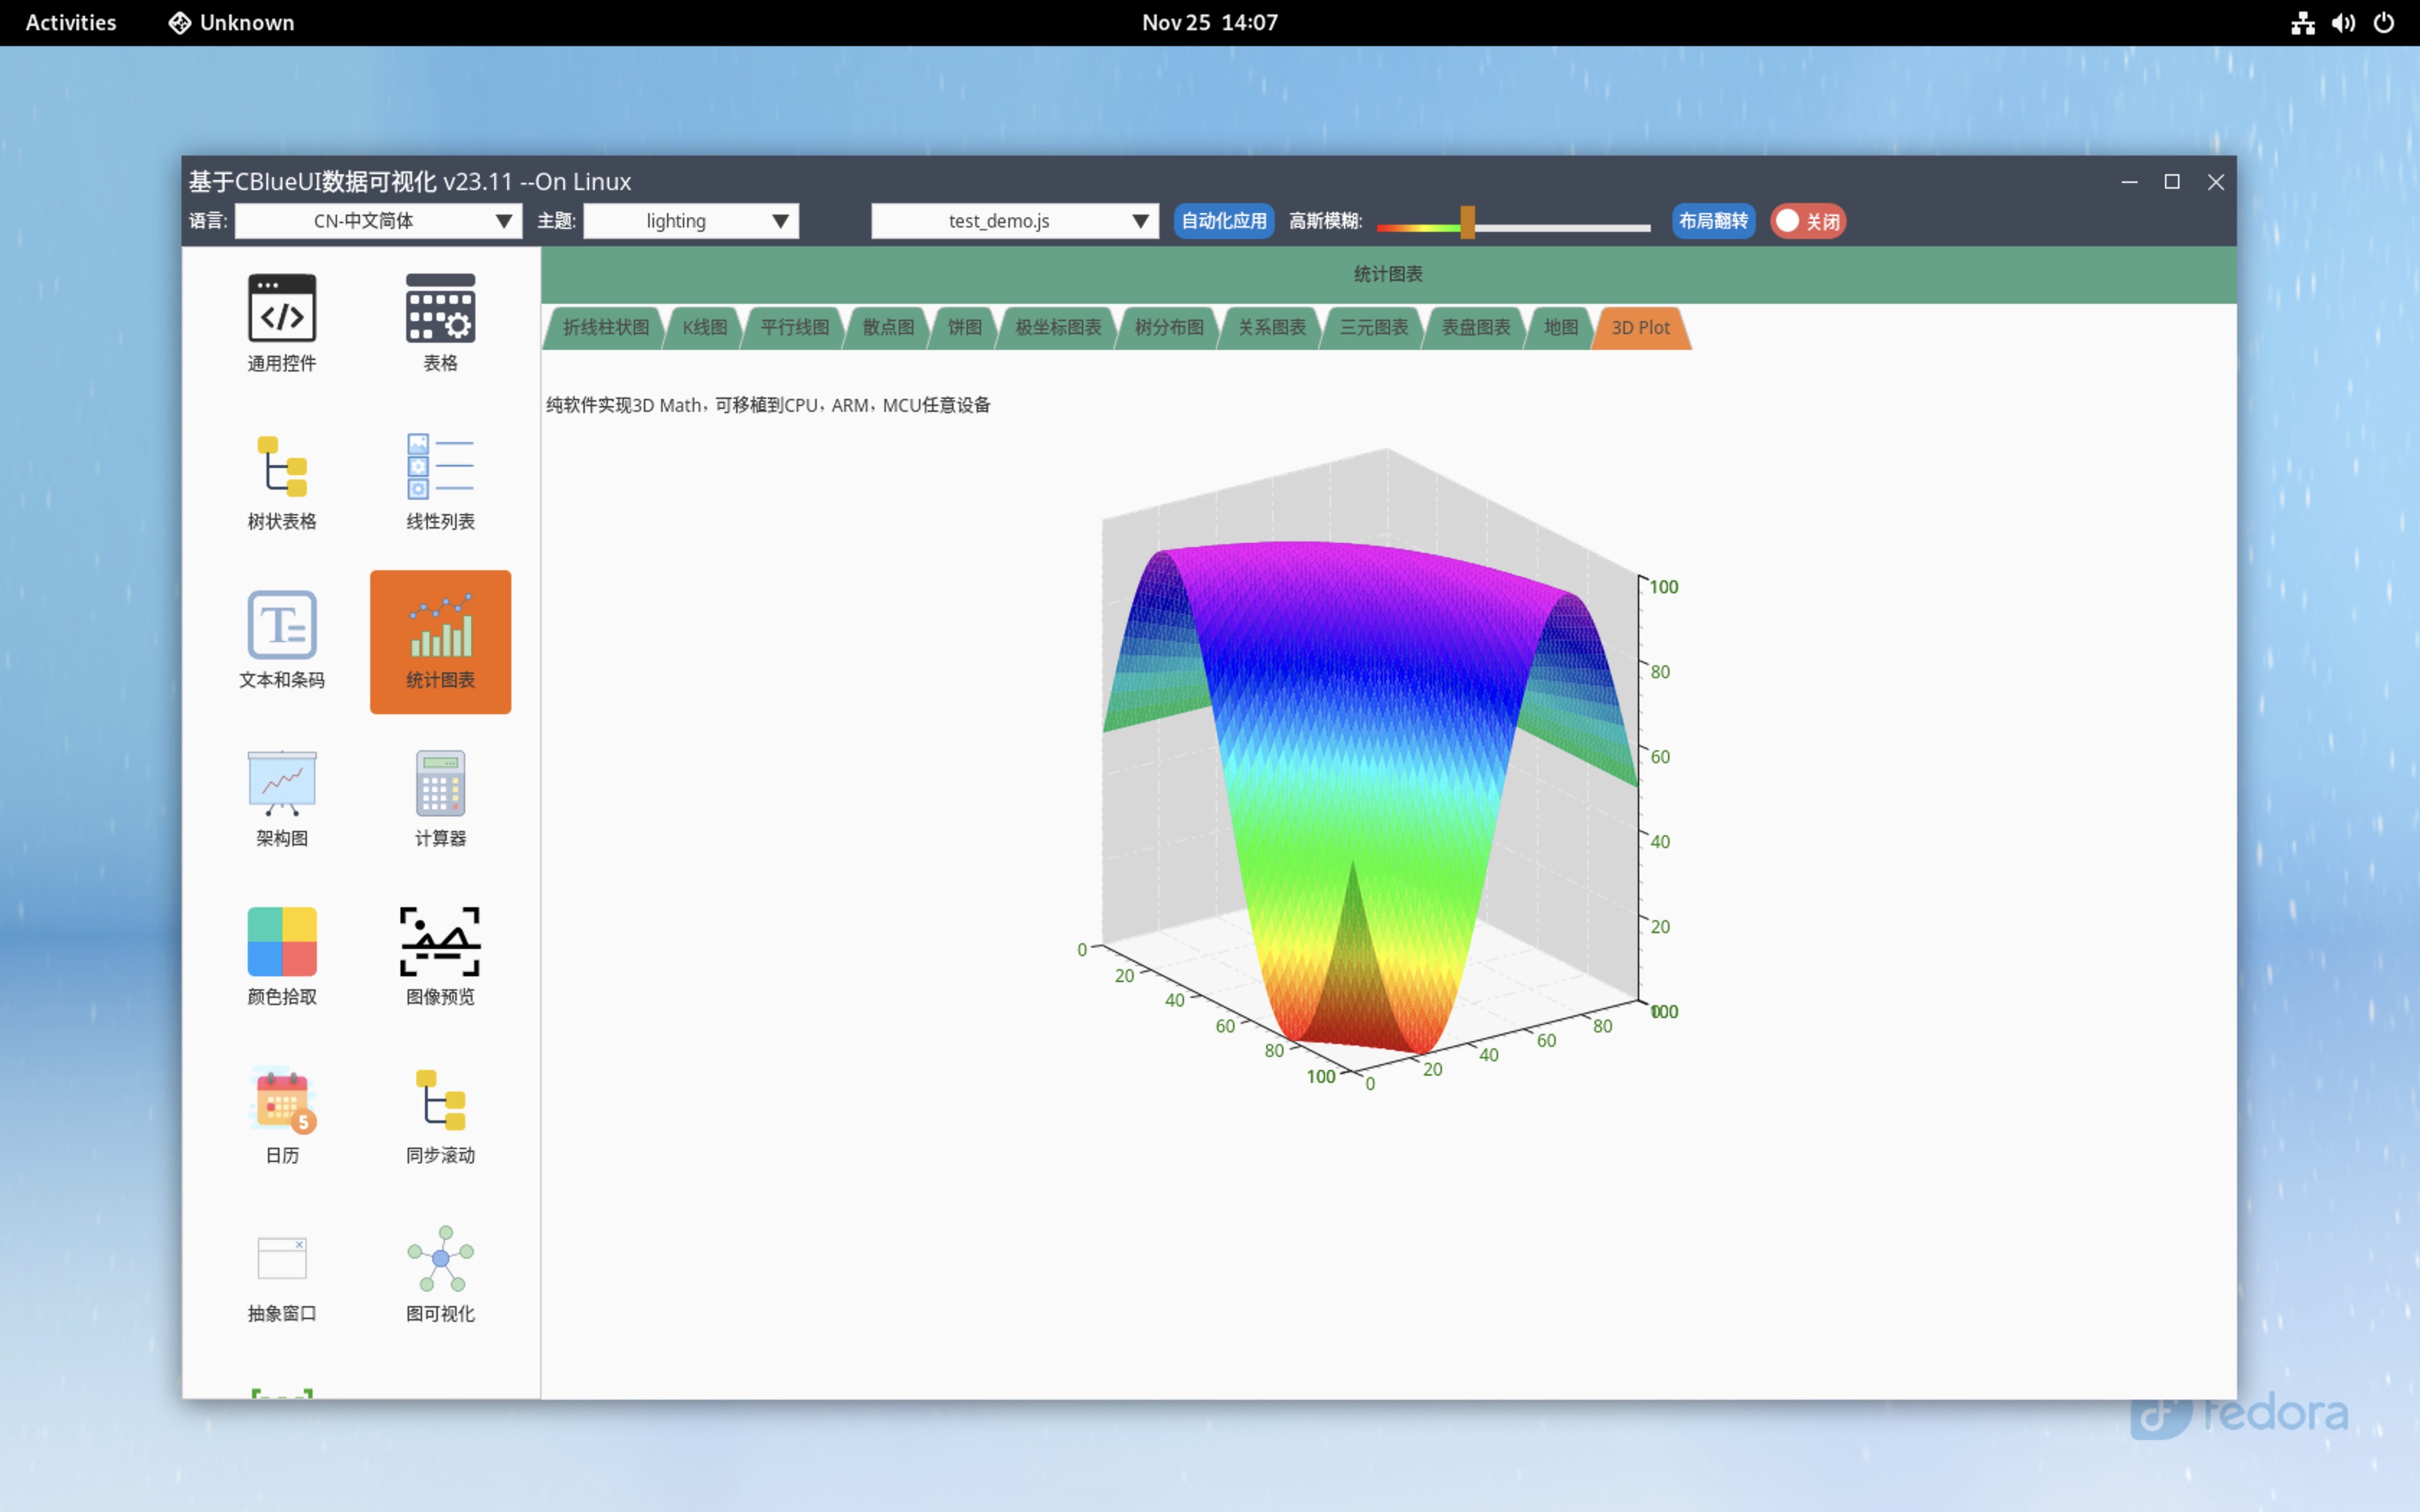 Activities Unknown Nov 25 14:07
基于CBlueUI数据可视化 v23.11 --On Linux
语言: CN-中文简体 主题: lighting test_demo.js 自动化应用 高斯模糊: 布局翻转 关闭
统计图表
折线柱状图 K线图 平行线图 散点图 饼图 极坐标图表 树分布图 关系图表 三元图表 表盘图表 地图 3D Plot
通用控件 表格
树状表格 线性列表
文本和条码 统计图表
架构图 计算器
颜色拾取 图像预览
5
日历 同步滚动
抽象窗口 图可视化
纯软件实现3D Math，可移植到CPU，ARM，MCU任意设备
100
80
60
40
20
0
20
40
60
80
100
0
20
40
60
80
100
fedora